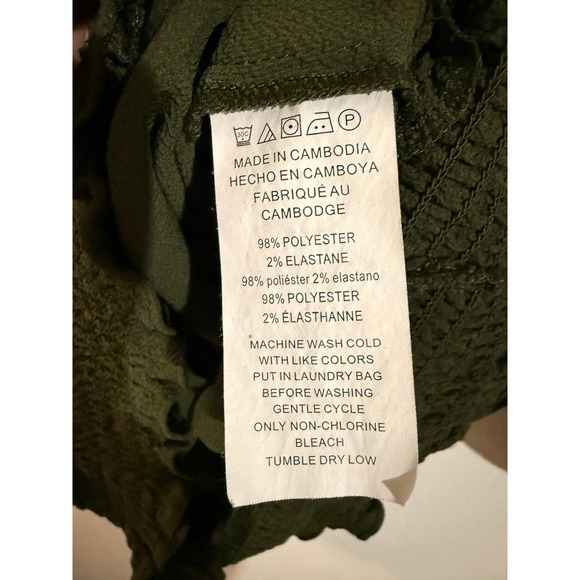 30C
P
MADE IN CAMBODIA
HECHO EN CAMBOYA
FABRIQUÉ AU
CAMBODGE
98% POLYESTER
2% ELASTANE
98% poliéster 2% elastano
98% POLYESTER
2% ÉLASTHANNE
MACHINE WASH COLD
WITH LIKE COLORS
PUT IN LAUNDRY BAG
BEFORE WASHING
GENTLE CYCLE
ONLY NON-CHLORINE
BLEACH
TUMBLE DRY LOW